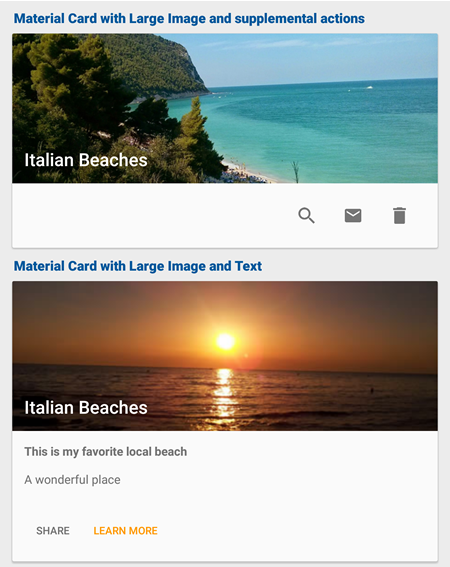 Material Card with Large Image and supplemental actions
Italian Beaches
Material Card with Large Image and Text
Italian Beaches
This is my favorite local beach
A wonderful place
SHARE LEARN MORE